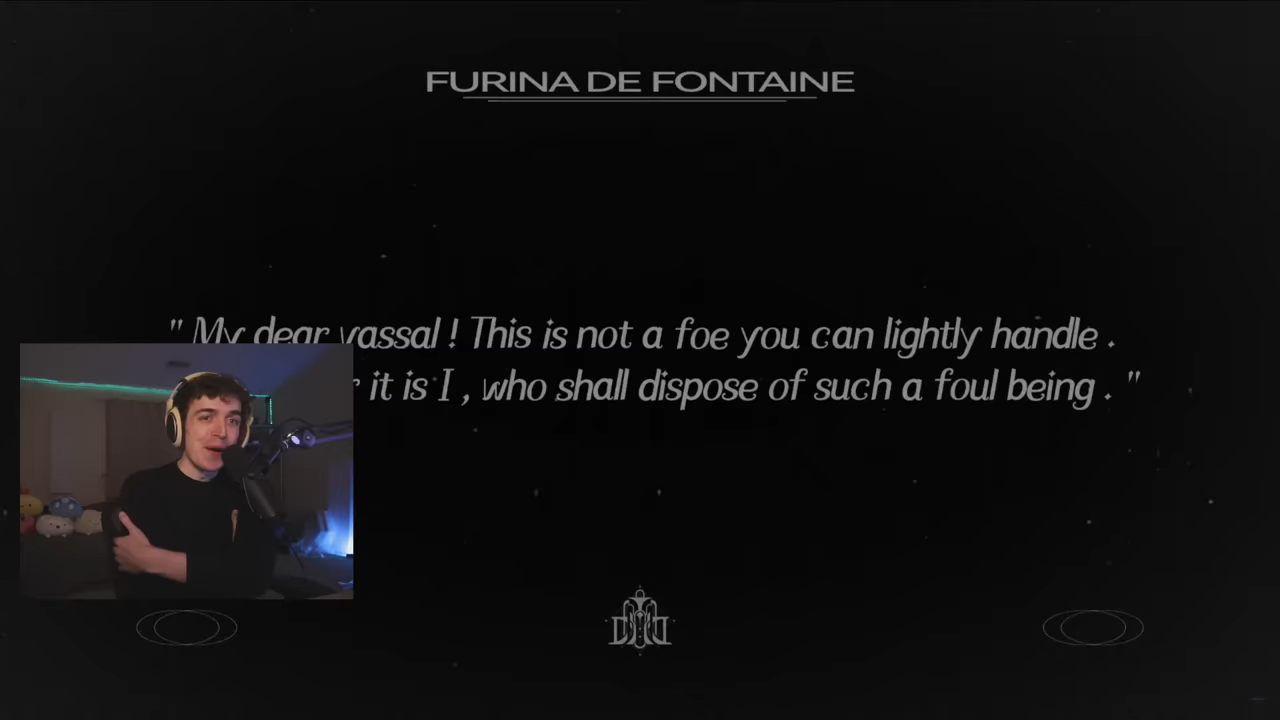 FURINA DE FONTAINE
" My dear vassal ! This is not a foe you can lightly handle .
it is I , who shall dispose of such a foul being . "